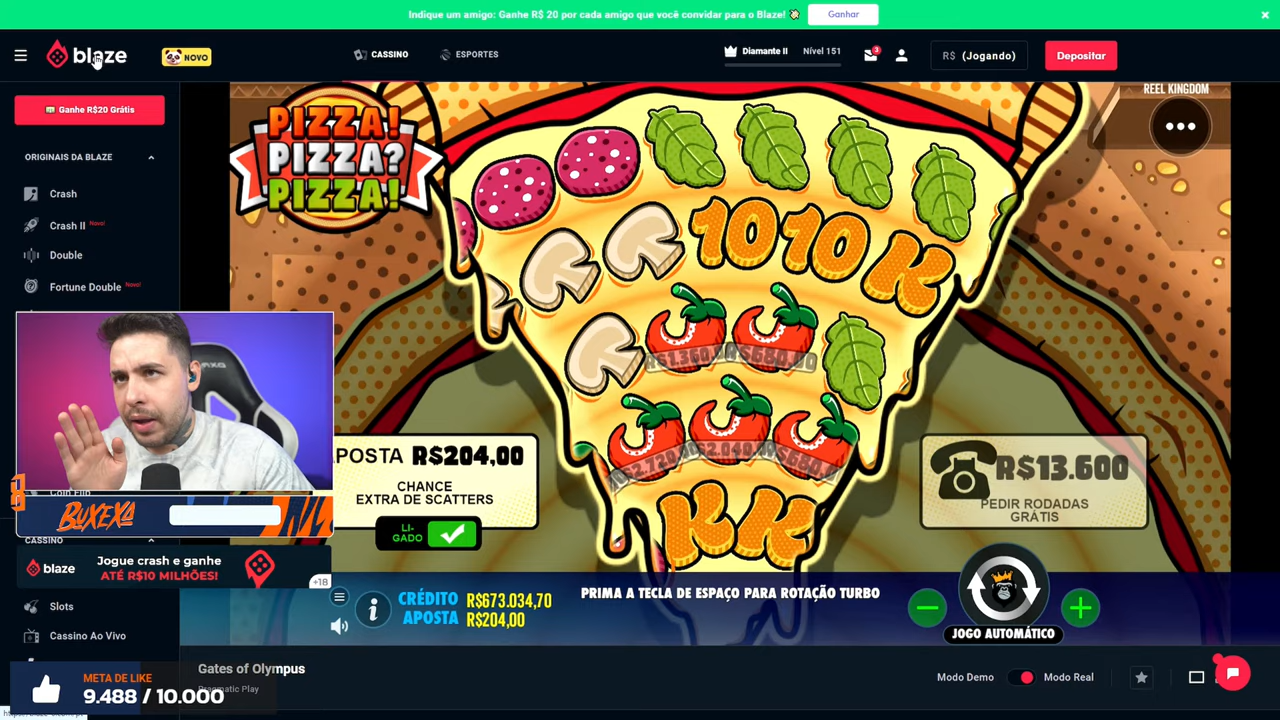 Indique um amigo: Ganhe R$ 20 por cada amigo que você convidar para o Blaze!
Ganhar
blaze
NOVO
CASSINO
ESPORTES
Diamante II
Nível 151
3
R$ (Jogando)
Depositar
Ganhe R$20 Grátis
ORIGINAIS DA BLAZE
Crash
Crash II Novo!
Double
Fortune Double Novo!
PIZZA!
PIZZA?
PIZZA!
REEL KINGDOM
10 10 K
R$680,00
K K
APOSTA R$204,00
CHANCE
EXTRA DE SCATTERS
LI-
GADO
R$13.600
PEDIR RODADAS
GRÁTIS
BUXEXA
CASSINO
blaze
Jogue crash e ganhe
ATÉ R$10 MILHÕES!
+18
Slots
Cassino Ao Vivo
CRÉDITO R$673.034,70
APOSTA R$204,00
PRIMA A TECLA DE ESPAÇO PARA ROTAÇÃO TURBO
JOGO AUTOMÁTICO
Gates of Olympus
Pragmatic Play
Modo Demo
Modo Real
META DE LIKE
9.488 / 10.000